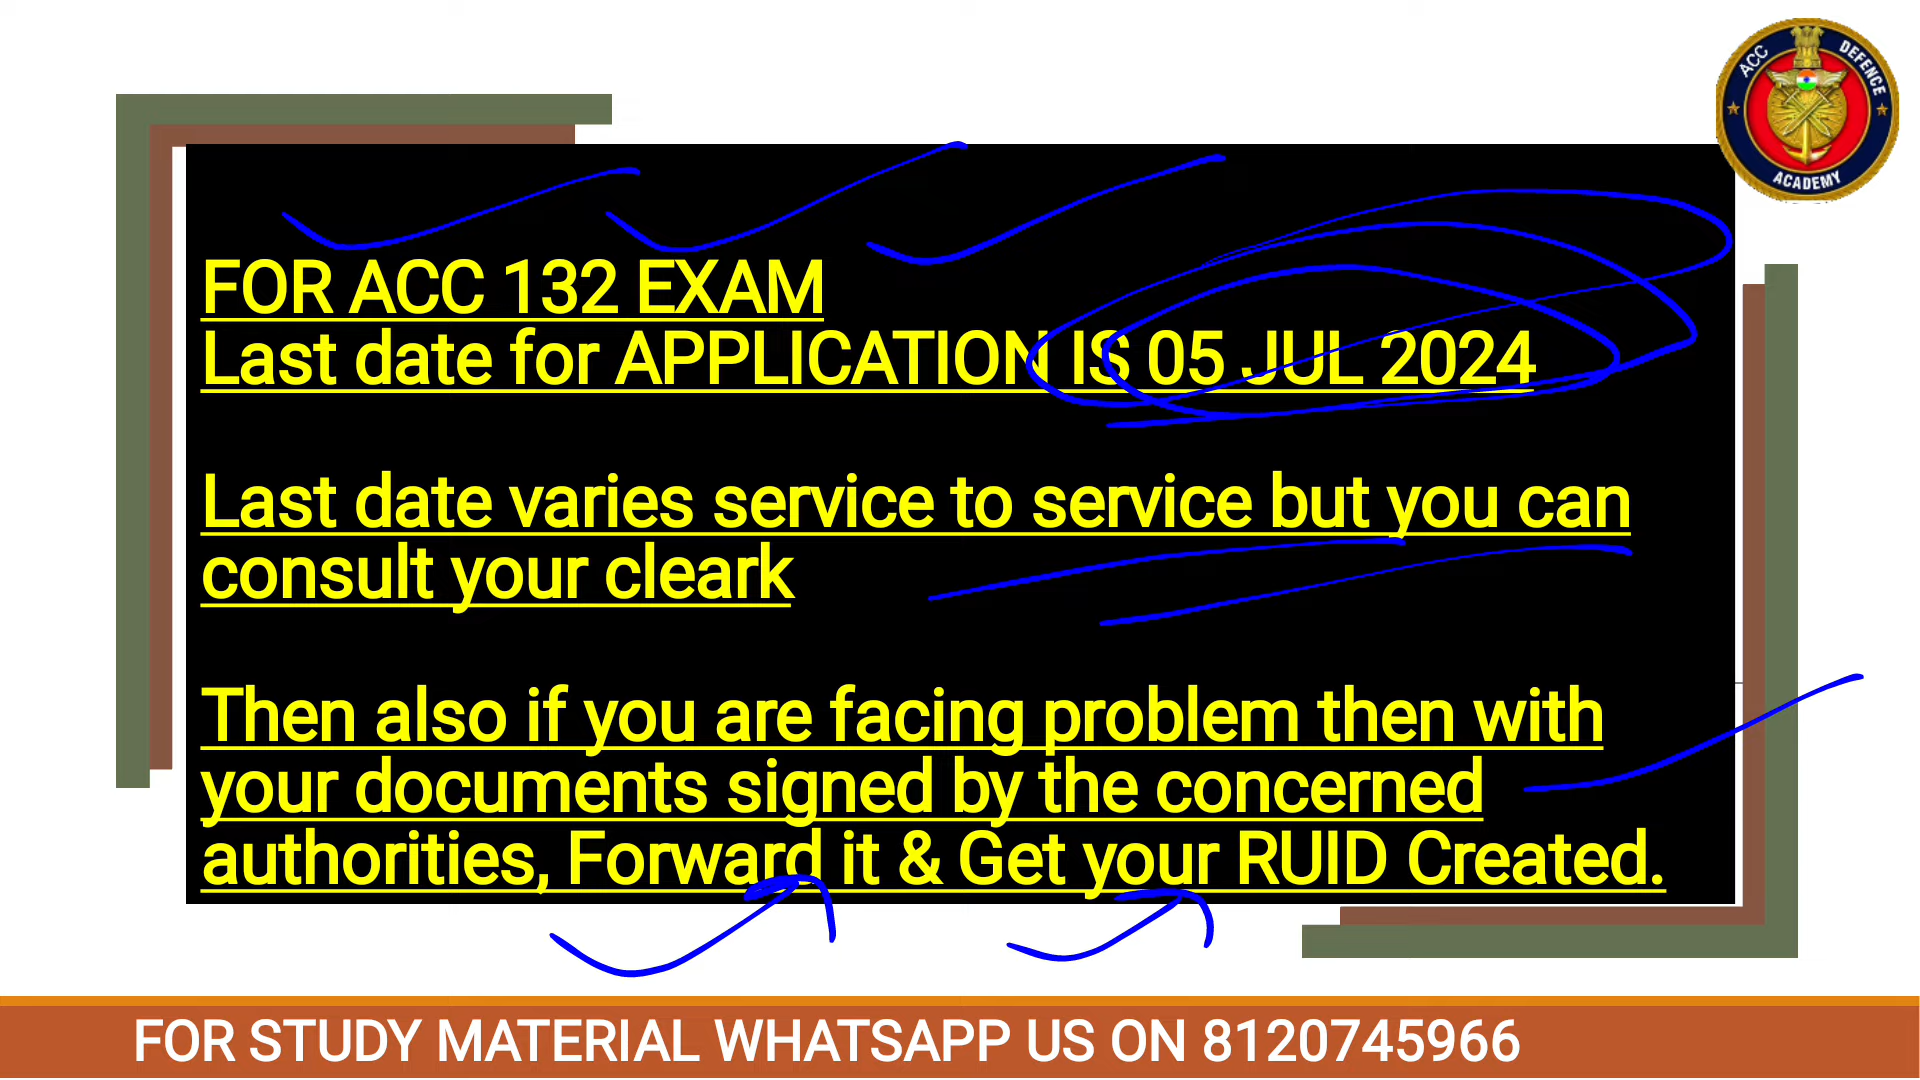 ACC DEFENCE
ACADEMY
FOR ACC 132 EXAM
Last date for APPLICATION IS 05 JUL 2024
Last date varies service to service but you can
consult your cleark
Then also if you are facing problem then with
your documents signed by the concerned
authorities, Forward it & Get your RUID Created.
FOR STUDY MATERIAL WHATSAPP US ON 8120745966